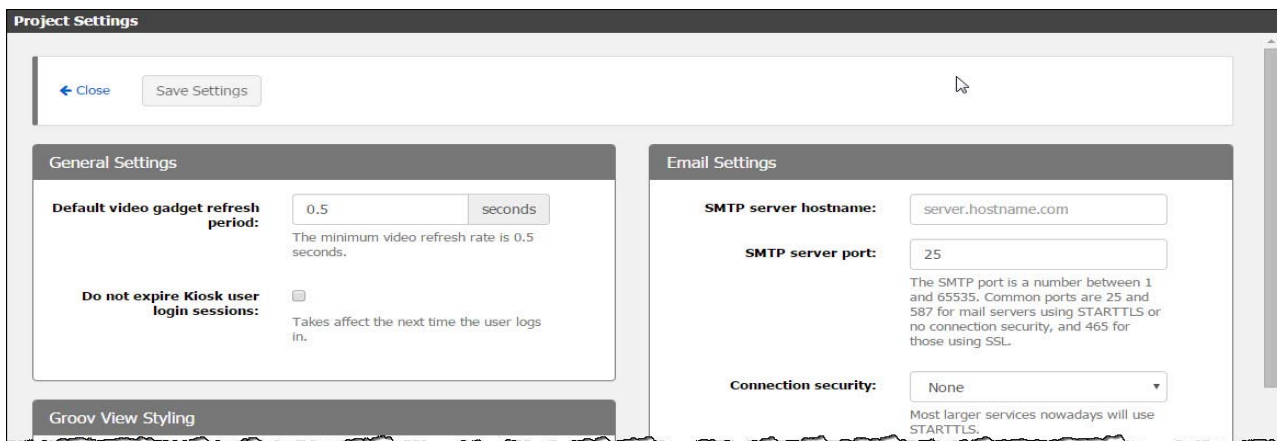 Project Settings
← Close
Save Settings
General Settings
Default video gadget refresh
period:
0.5
seconds
The minimum video refresh rate is 0.5
seconds.
Do not expire Kiosk user
login sessions:
Takes affect the next time the user logs
in.
Groov View Styling
Email Settings
SMTP server hostname:
server.hostname.com
SMTP server port:
25
The SMTP port is a number between 1
and 65535. Common ports are 25 and
587 for mail servers using STARTTLS or
no connection security, and 465 for
those using SSL.
Connection security:
None
Most larger services nowadays will use
STARTTLS.